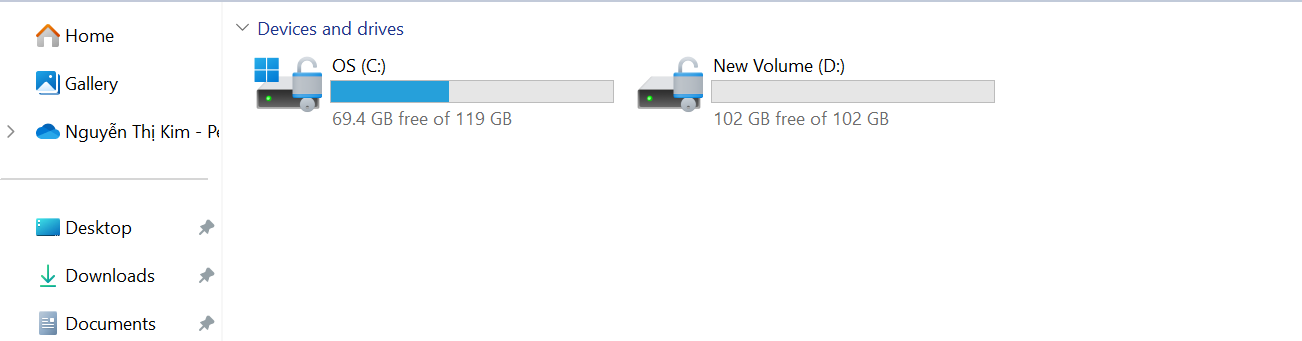 Home
Gallery
Nguyễn Thị Kim - Pe
Desktop
Downloads
Documents
Devices and drives
OS (C:)
69.4 GB free of 119 GB
New Volume (D:)
102 GB free of 102 GB